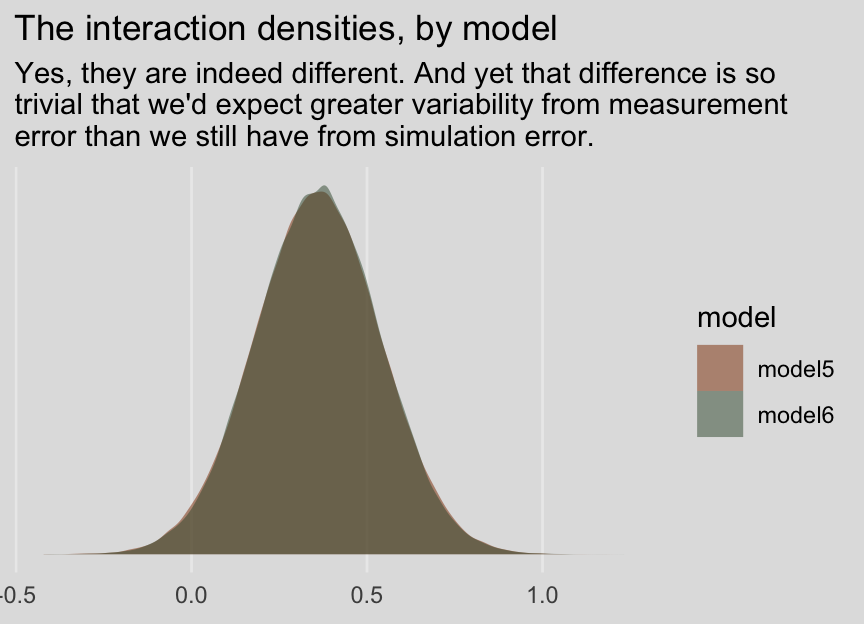 The interaction densities, by model
Yes, they are indeed different. And yet that difference is so
trivial that we'd expect greater variability from measurement
error than we still have from simulation error.
model
model5
model6
-0.5 0.0 0.5 1.0